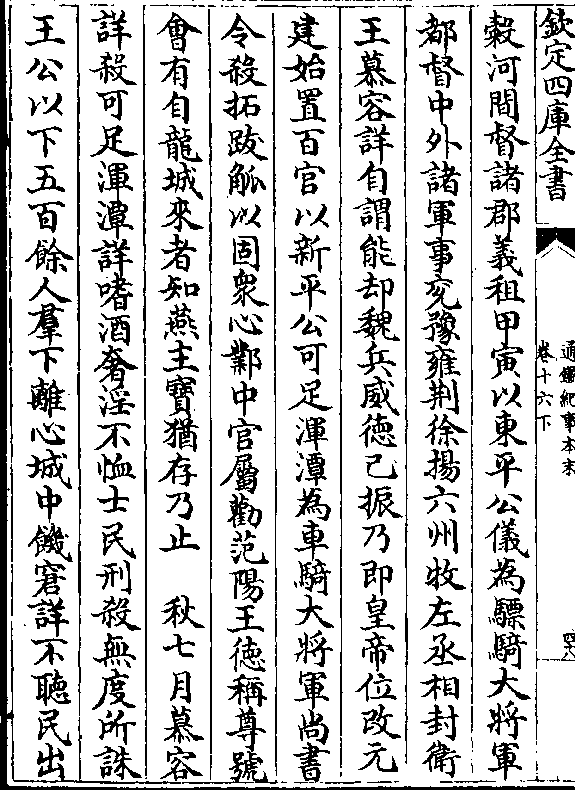 欽定四庫全書
通鑑紀事本末
卷十六下
榖河間督諸郡義祖甲寅以東平公儀為驃騎大將軍
都督中外諸軍事兖豫雍荆徐揚六州牧左丞相封衛
王慕容詳自謂能却魏兵威德已振乃即皇帝位改元
建始置百官以新平公可足渾潭為車騎大將軍尚書
令殺拓跋觚以固衆心鄴中官屬勸范陽王德稱尊號
會有自龍城來者知燕主寶猶存乃止　秋七月慕容
詳殺可足渾潭詳嗜酒奢淫不恤士民刑殺無度所誅
王公以下五百餘人羣下離心城中饑窘詳不聽民出